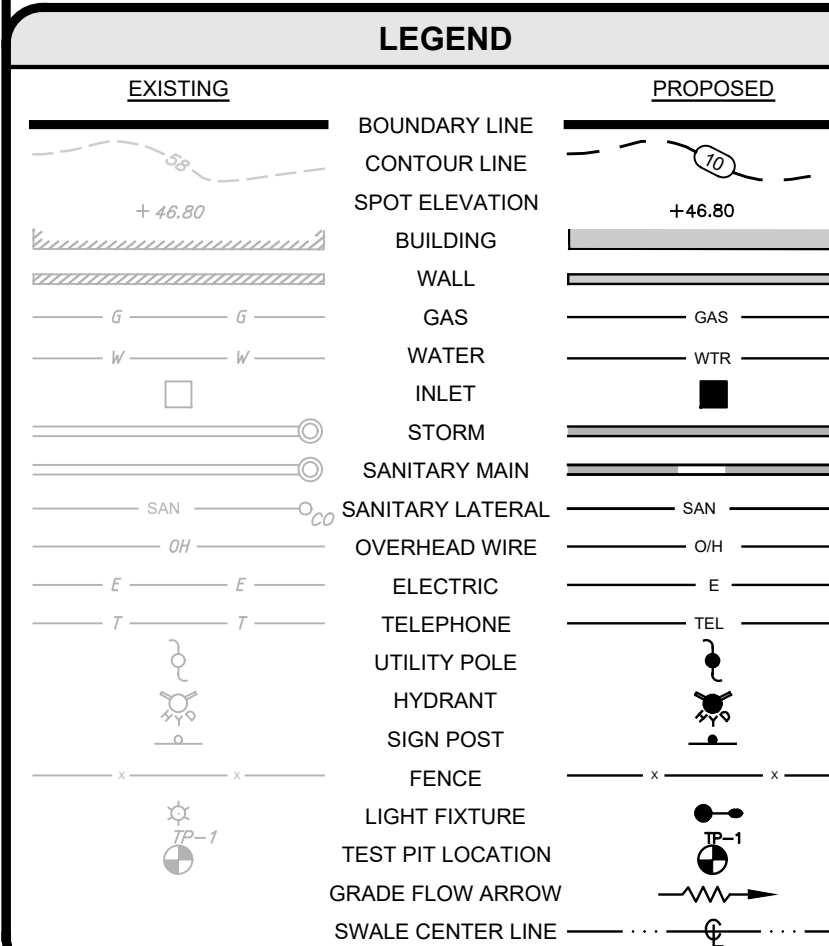 LEGEND
EXISTING PROPOSED
BOUNDARY LINE
58 CONTOUR LINE 10
+ 46.80 SPOT ELEVATION +46.80
BUILDING
WALL
G G GAS GAS
W W WATER WTR
INLET
STORM
SANITARY MAIN
SAN CO SANITARY LATERAL SAN
OH OVERHEAD WIRE O/H
E E ELECTRIC E
T T TELEPHONE TEL
UTILITY POLE
HYD HYDRANT HYD
SIGN POST
x x FENCE x x
LIGHT FIXTURE
TP-1 TEST PIT LOCATION TP-1
GRADE FLOW ARROW
SWALE CENTER LINE ℄